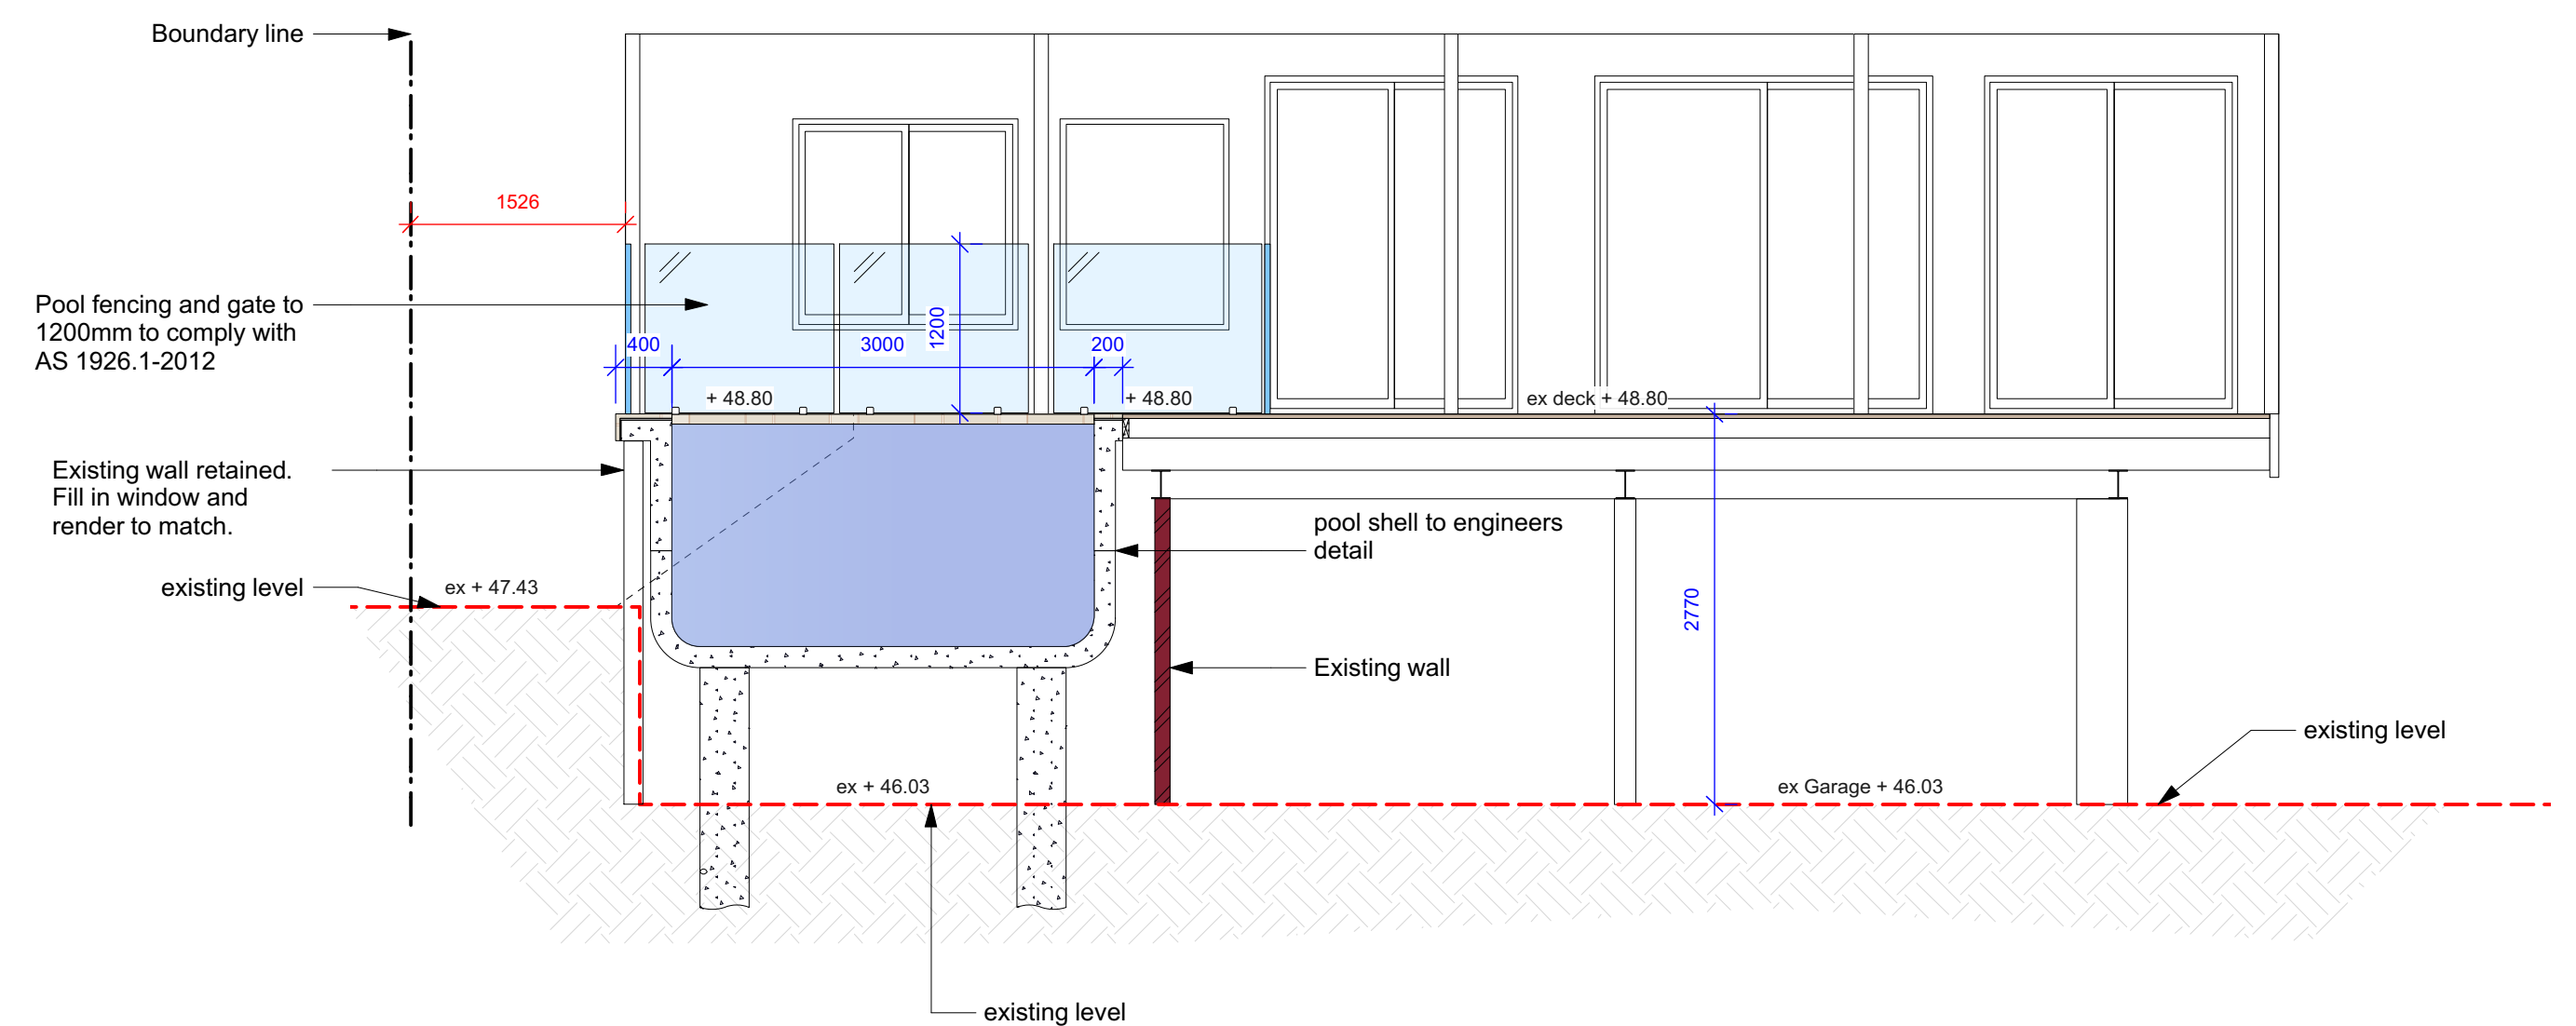 Boundary line
1526
Pool fencing and gate to
1200mm to comply with
AS 1926.1-2012
400
3000
1200
200
+ 48.80
+ 48.80
ex deck + 48.80
Existing wall retained.
Fill in window and
render to match.
pool shell to engineers
detail
existing level
ex + 47.43
2770
Existing wall
existing level
ex + 46.03
ex Garage + 46.03
existing level